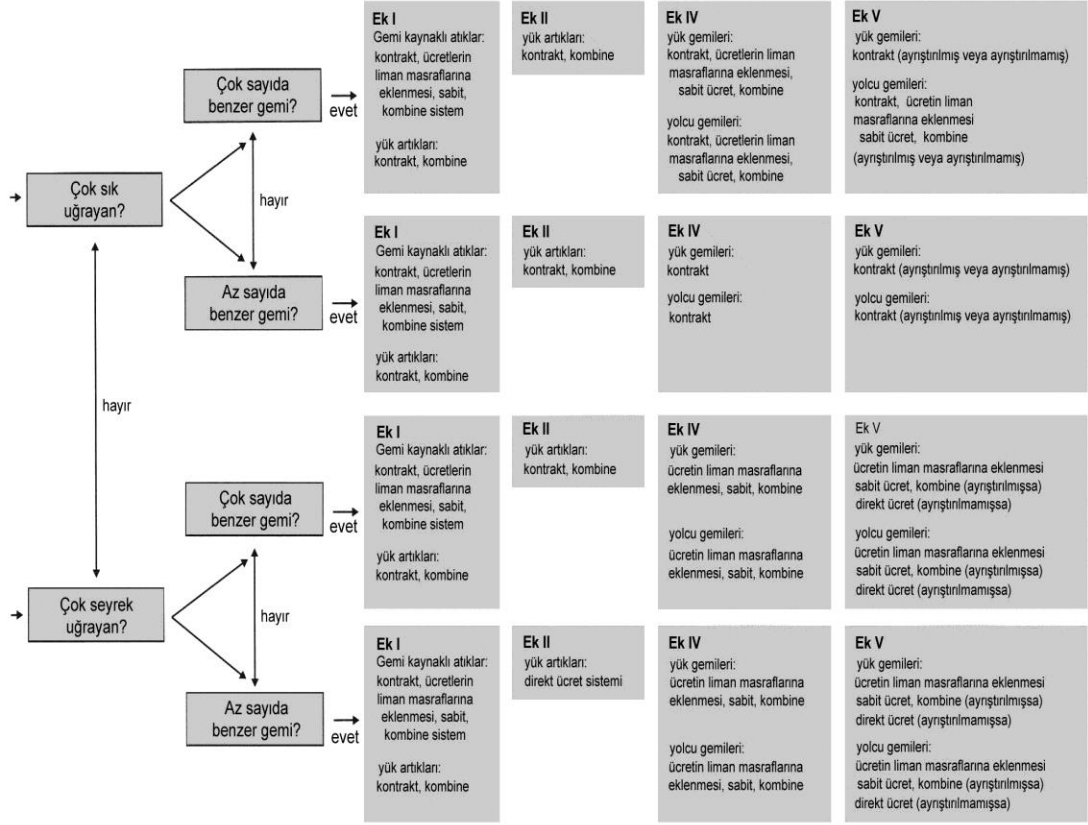 Çok sık
uğrayan?
hayır
Çok seyrek
uğrayan?
Çok sayıda
benzer gemi?
evet
hayır
Az sayıda
benzer gemi?
evet
Çok sayıda
benzer gemi?
evet
hayır
Az sayıda
benzer gemi?
evet
Ek I
Gemi kaynaklı atıklar:
kontrakt, ücretlerin
liman masraflarına
eklenmesi, sabit,
kombine sistem
yük artıkları:
kontrakt, kombine
Ek II
yük artıkları:
kontrakt, kombine
Ek IV
yük gemileri:
kontrakt, ücretlerin liman
masraflarına eklenmesi,
sabit ücret, kombine
yolcu gemileri:
kontrakt, ücretlerin liman
masraflarına eklenmesi,
sabit ücret, kombine
Ek V
yük gemileri:
kontrakt (ayrıştırılmış veya ayrıştırılmamış)
yolcu gemileri:
kontrakt, ücretin liman
masraflarına eklenmesi
sabit ücret, kombine
(ayrıştırılmış veya ayrıştırılmamış)
Ek I
Gemi kaynaklı atıklar:
kontrakt, ücretlerin
liman masraflarına
eklenmesi, sabit,
kombine sistem
yük artıkları:
kontrakt, kombine
Ek II
yük artıkları:
kontrakt, kombine
Ek IV
yük gemileri:
kontrakt
yolcu gemileri:
kontrakt
Ek V
yük gemileri:
kontrakt (ayrıştırılmış veya ayrıştırılmamış)
yolcu gemileri:
kontrakt (ayrıştırılmış veya ayrıştırılmamış)
Ek I
Gemi kaynaklı atıklar:
kontrakt, ücretlerin
liman masraflarına
eklenmesi, sabit,
kombine sistem
yük artıkları:
kontrakt, kombine
Ek II
yük artıkları:
kontrakt, kombine
Ek IV
yük gemileri:
ücretin liman masraflarına
eklenmesi, sabit, kombine
yolcu gemileri:
ücretin liman masraflarına
eklenmesi, sabit, kombine
Ek V
yük gemileri:
ücretin liman masraflarına eklenmesi
sabit ücret, kombine (ayrıştırılmışsa)
direkt ücret (ayrıştırılmamışsa)
yolcu gemileri:
ücretin liman masraflarına eklenmesi
sabit ücret, kombine (ayrıştırılmışsa)
direkt ücret (ayrıştırılmamışsa)
Ek I
Gemi kaynaklı atıklar:
kontrakt, ücretlerin
liman masraflarına
eklenmesi, sabit,
kombine sistem
yük artıkları:
kontrakt, kombine
Ek II
yük artıkları:
direkt ücret sistemi
Ek IV
yük gemileri:
ücretin liman masraflarına
eklenmesi, sabit, kombine
yolcu gemileri:
ücretin liman masraflarına
eklenmesi, sabit, kombine
Ek V
yük gemileri:
ücretin liman masraflarına eklenmesi
sabit ücret, kombine (ayrıştırılmışsa)
direkt ücret (ayrıştırılmamışsa)
yolcu gemileri:
ücretin liman masraflarına eklenmesi
sabit ücret, kombine (ayrıştırılmışsa)
direkt ücret (ayrıştırılmamışsa)